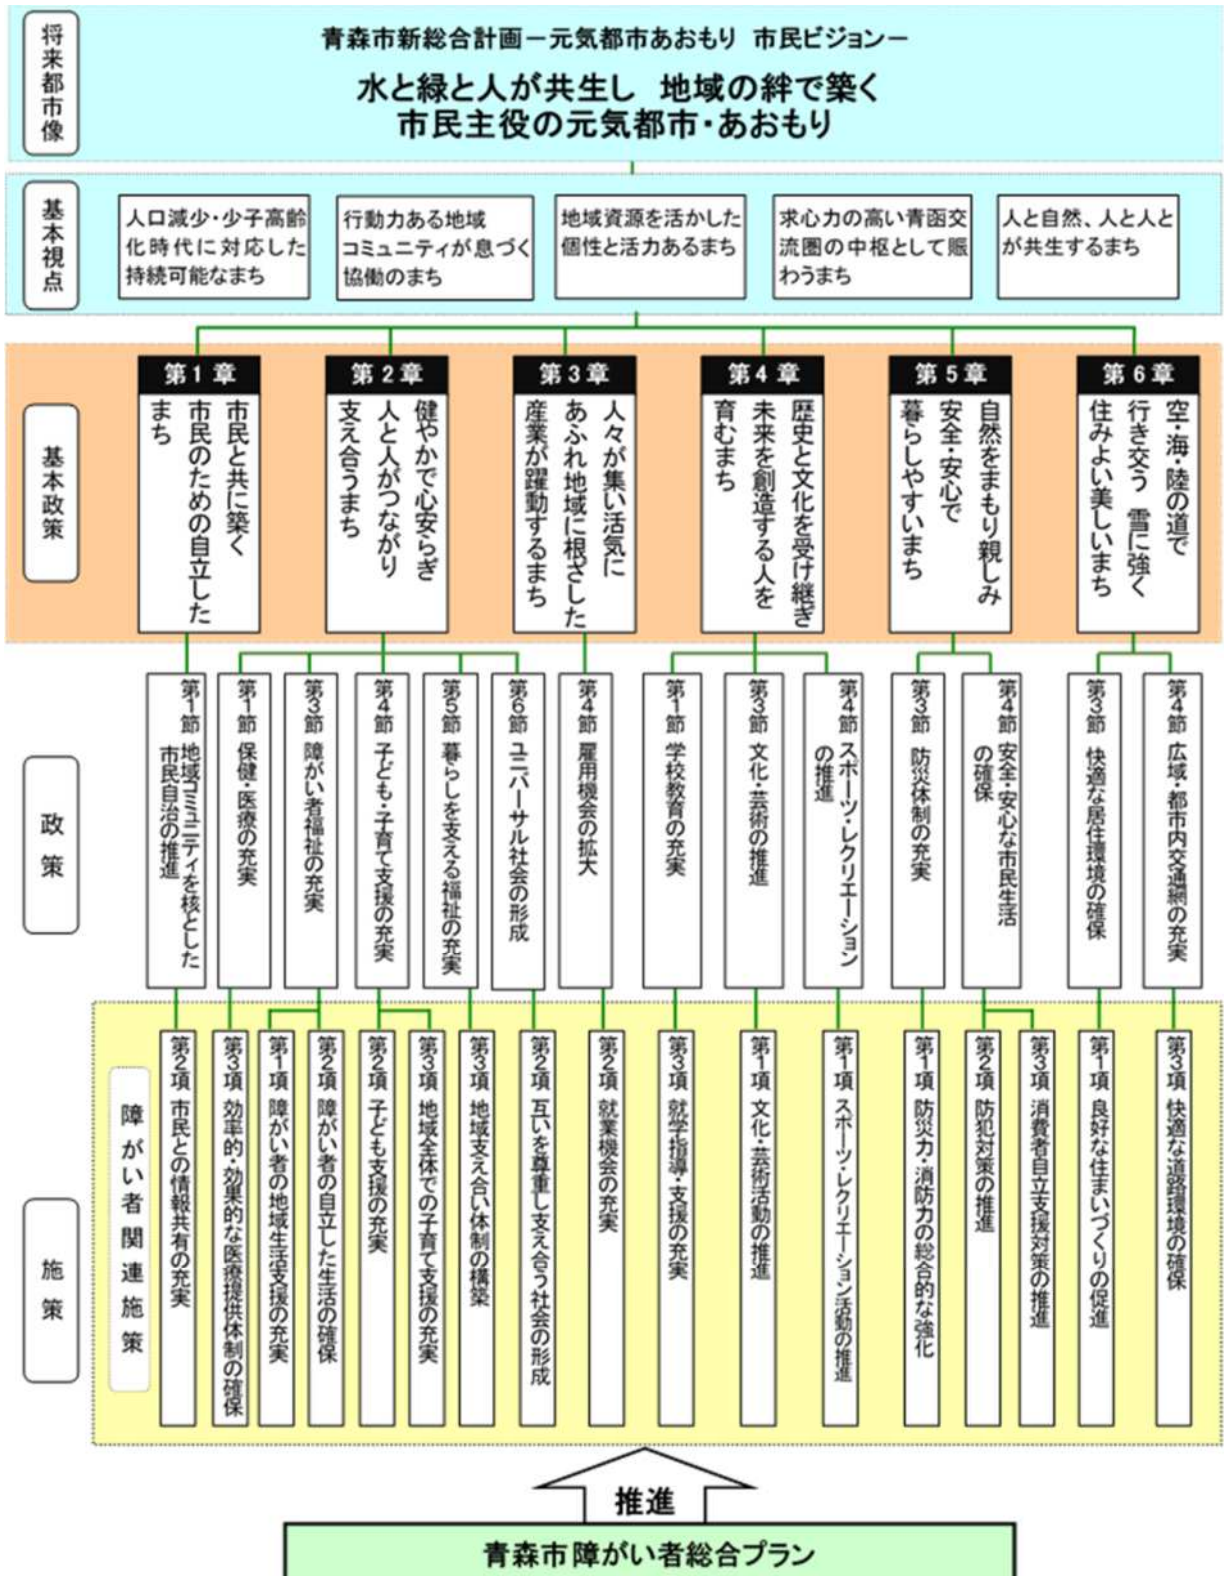 将来都市像
青森市新総合計画－元気都市あおもり　市民ビジョン－
水と緑と人が共生し　地域の絆で築く
市民主役の元気都市・あおもり
基本視点
人口減少・少子高齢
化時代に対応した
持続可能なまち
行動力ある地域
コミュニティが息づく
協働のまち
地域資源を活かした
個性と活力あるまち
求心力の高い青函交
流圏の中枢として賑
わうまち
人と自然、人と人と
が共生するまち
基本政策
第1章
市民と共に築く
市民のための自立した
まち
第2章
健やかで心安らぎ
人と人がつながり
支え合うまち
第3章
人々が集い活気に
あふれ地域に根ざした
産業が躍動するまち
第4章
歴史と文化を受け継ぎ
未来を創造する人を
育むまち
第5章
自然をまもり親しみ
安全・安心で
暮らしやすいまち
第6章
空・海・陸の道で
行き交う　雪に強く
住みよい美しいまち
政策
第1節　地域コミュニティを核とした
市民自治の推進
第1節　保健・医療の充実
第3節　障がい者福祉の充実
第4節　子ども・子育て支援の充実
第5節　暮らしを支える福祉の充実
第6節　ユニバーサル社会の形成
第4節　雇用機会の拡大
第1節　学校教育の充実
第3節　文化・芸術の推進
第4節　スポーツ・レクリエーション
の推進
第3節　防災体制の充実
第4節　安全・安心な市民生活
の確保
第3節　快適な居住環境の確保
第4節　広域・都市内交通網の充実
施策
障がい者関連施策
第2項　市民との情報共有の充実
第3項　効率的・効果的な医療提供体制の確保
第1項　障がい者の地域生活支援の充実
第2項　障がい者の自立した生活の確保
第2項　子ども支援の充実
第3項　地域全体での子育て支援の充実
第3項　地域支え合い体制の構築
第2項　互いを尊重し支え合う社会の形成
第2項　就業機会の充実
第3項　就学指導・支援の充実
第1項　文化・芸術活動の推進
第1項　スポーツ・レクリエーション活動の推進
第1項　防災力・消防力の総合的な強化
第2項　防犯対策の推進
第3項　消費者自立支援対策の推進
第1項　良好な住まいづくりの促進
第3項　快適な道路環境の確保
推進
青森市障がい者総合プラン